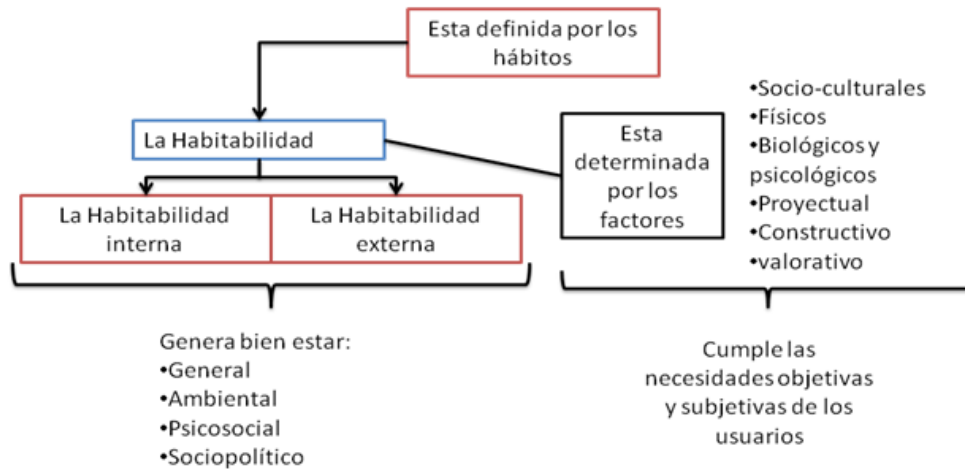 Esta definida por los
hábitos
La Habitabilidad
La Habitabilidad
interna
La Habitabilidad
externa
Esta
determinada
por los
factores
•Socio-culturales
•Físicos
•Biológicos y
psicológicos
•Proyectual
•Constructivo
•valorativo
Genera bien estar:
•General
•Ambiental
•Psicosocial
•Sociopolítico
Cumple las
necesidades objetivas
y subjetivas de los
usuarios